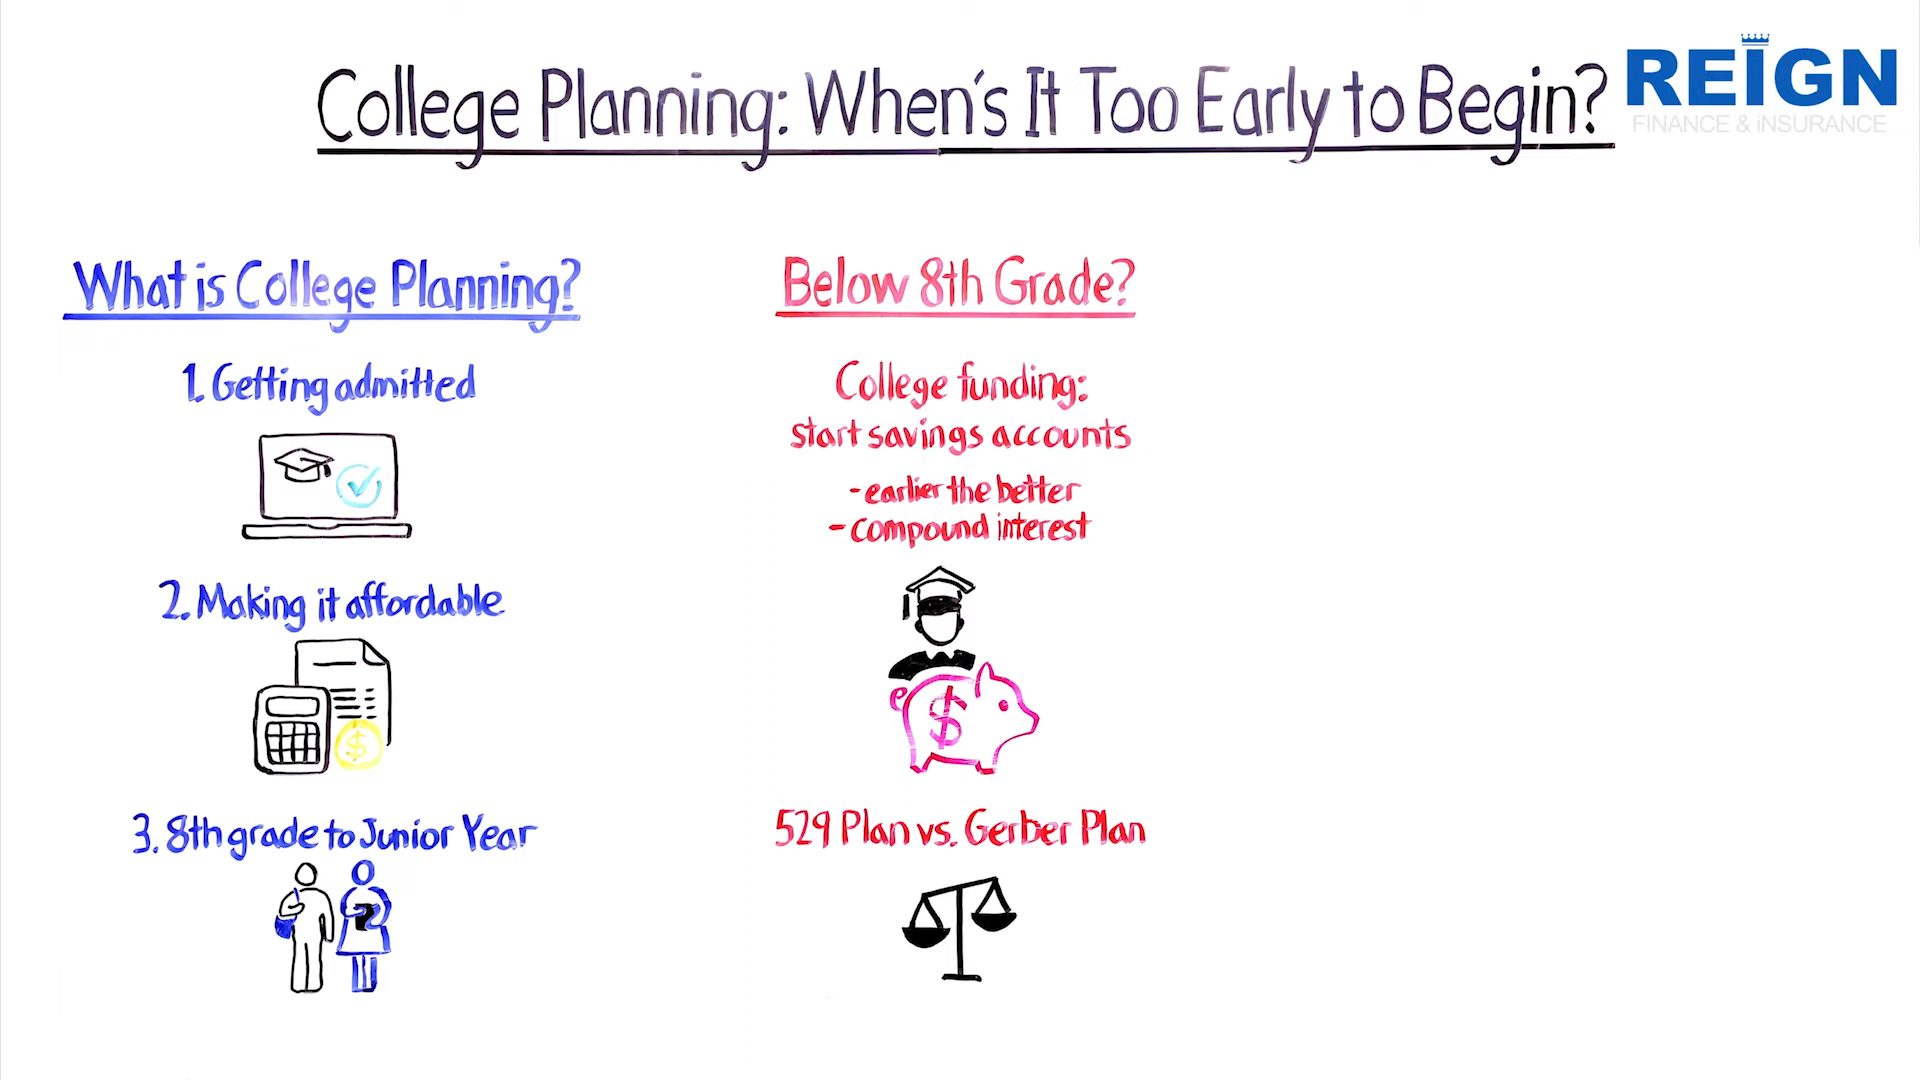 College Planning: When's It Too Early to Begin?
REIGN
FINANCE & iNSURANCE
What is College Planning?
1. Getting admitted
2. Making it affordable
$
3. 8th grade to Junior Year
Below 8th Grade?
College funding:
start savings accounts
- earlier the better
- compound interest
$
529 Plan vs. Gerber Plan